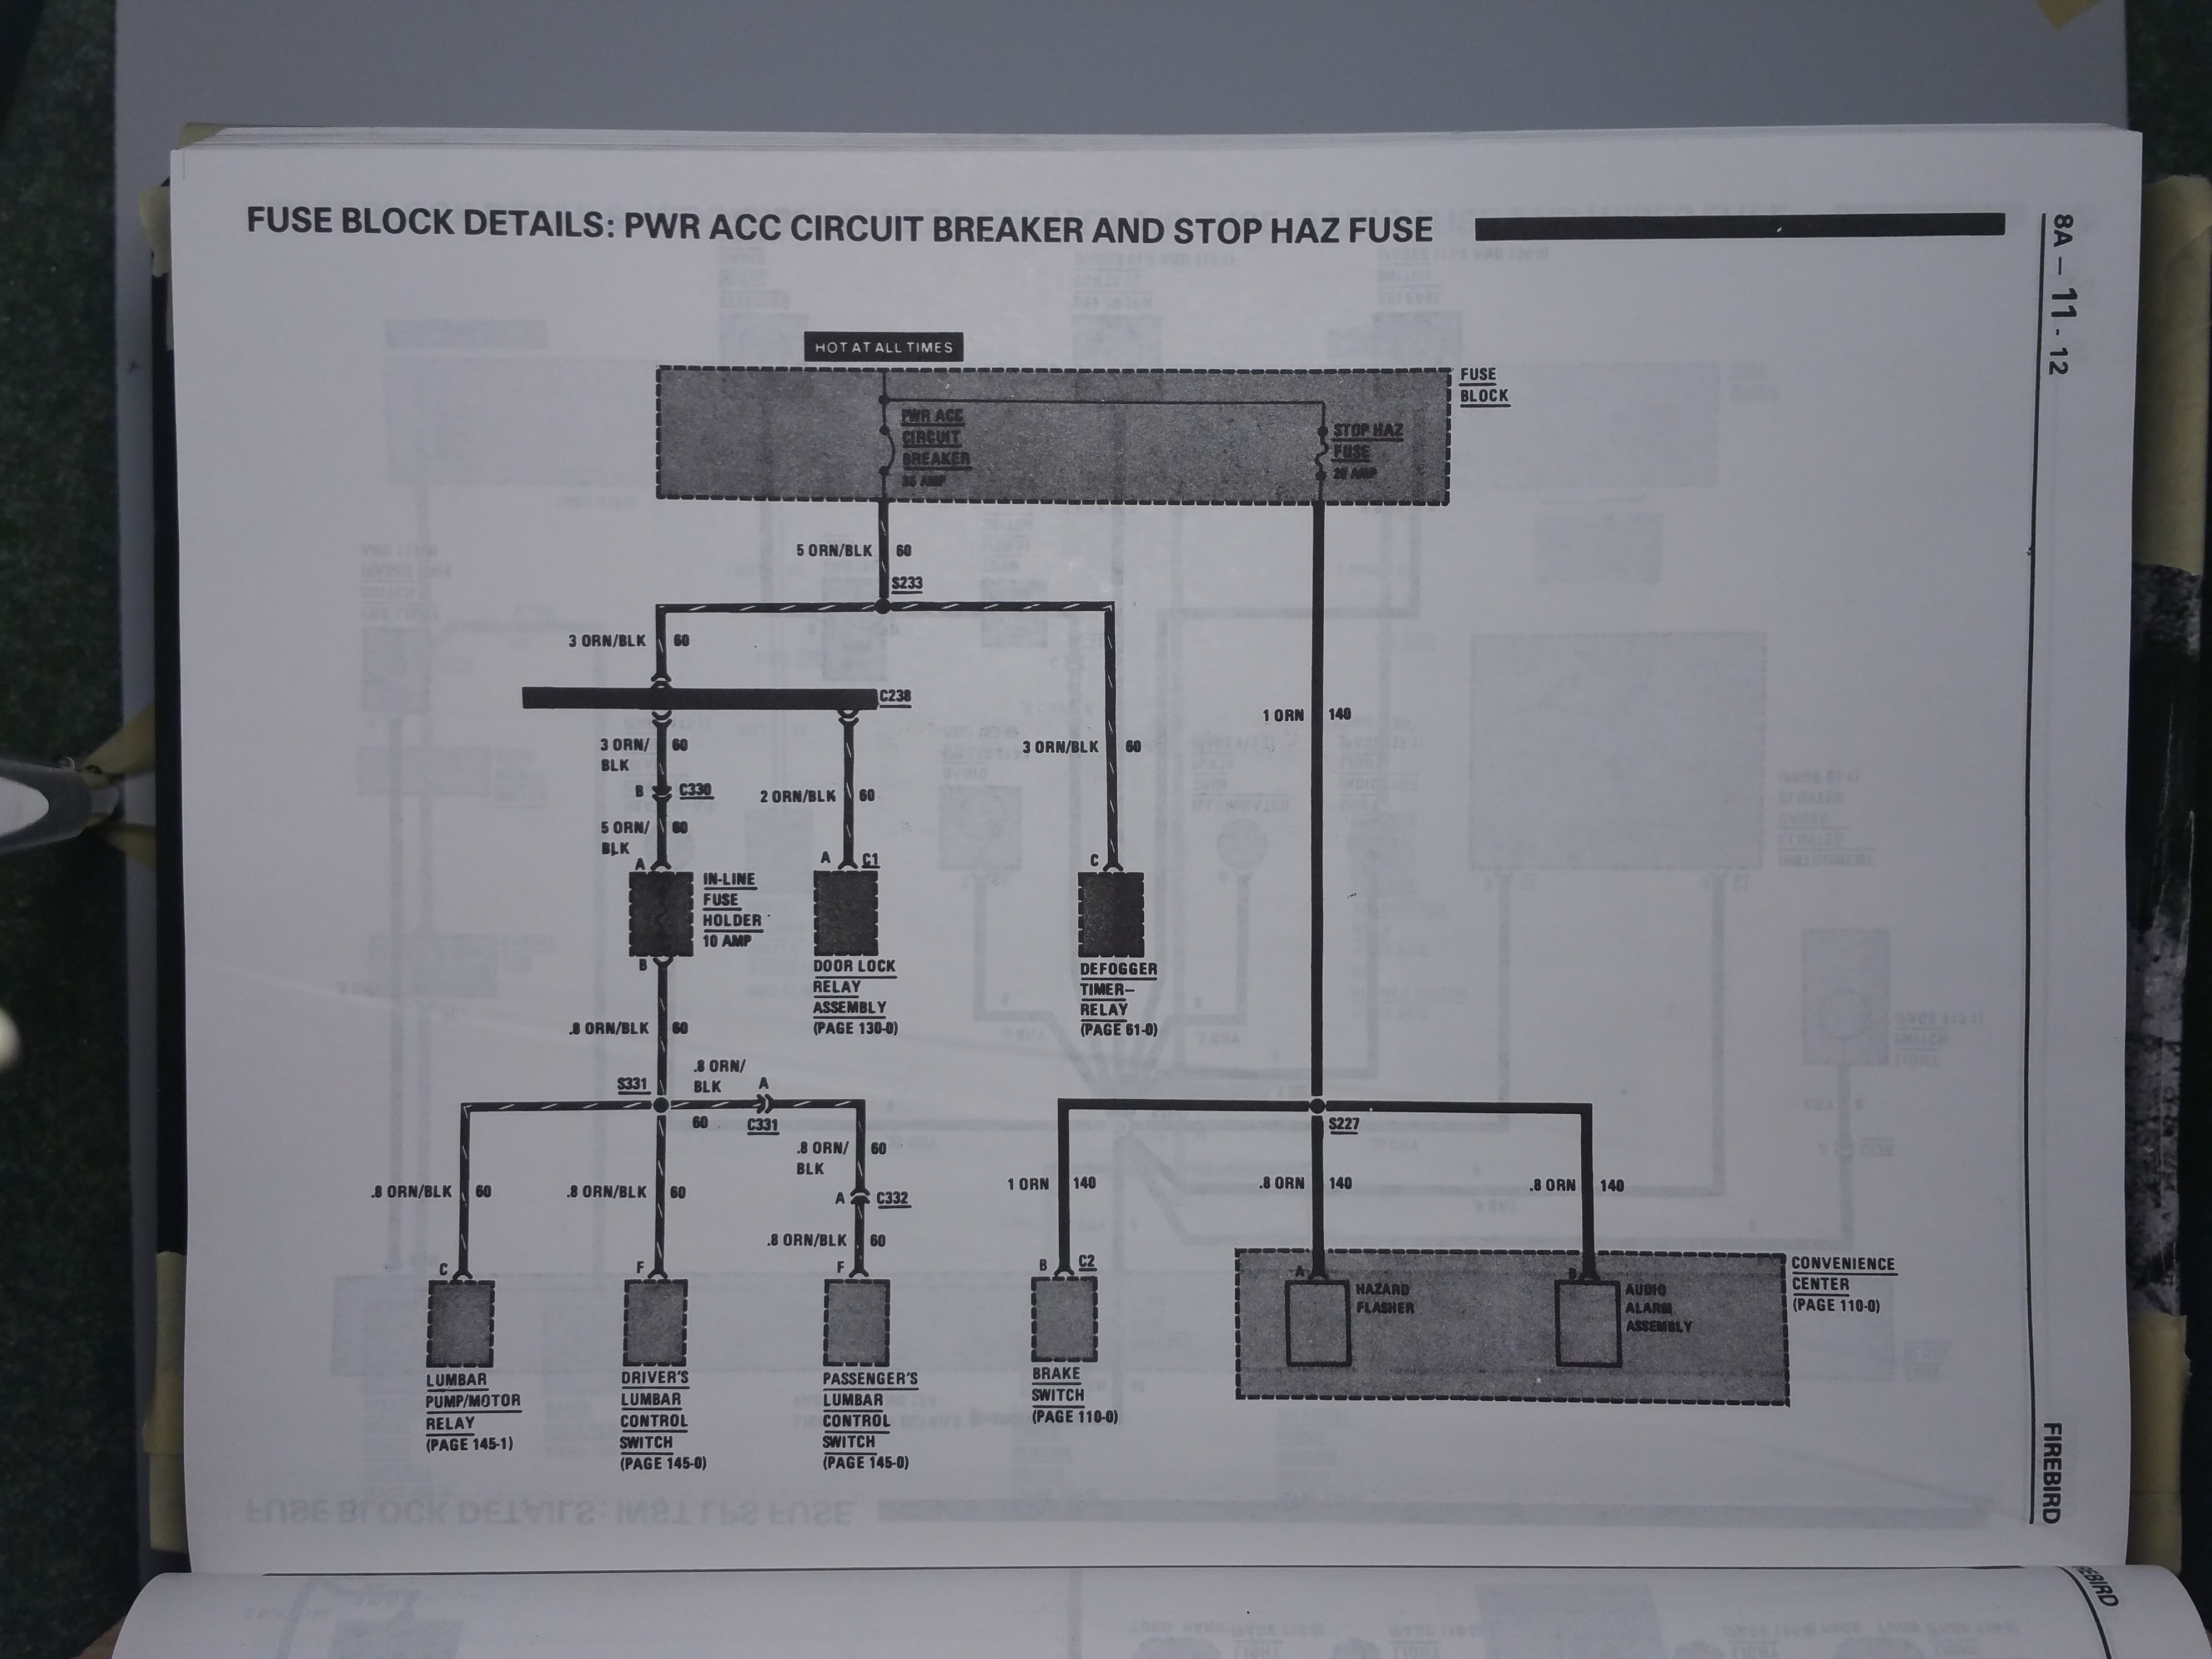 FUSE BLOCK DETAILS: PWR ACC CIRCUIT BREAKER AND STOP HAZ FUSE
8A – 11 - 12
HOT AT ALL TIMES
FUSE
BLOCK
PWR ACC
CIRCUIT
BREAKER
STOP HAZ
FUSE
20 AMP
5 ORN/BLK 60
S233
3 ORN/BLK 60
C238
1 ORN 140
3 ORN/ 60
BLK
3 ORN/BLK 60
B C330
2 ORN/BLK 60
5 ORN/ 60
BLK
A
A C1
C
IN-LINE
FUSE
HOLDER
10 AMP
B
DOOR LOCK
RELAY
ASSEMBLY
(PAGE 130-0)
DEFOGGER
TIMER–
RELAY
(PAGE 61-0)
.8 ORN/BLK 60
.8 ORN/
BLK
A
S331
60
C331
S227
.8 ORN/ 60
BLK
.8 ORN/BLK 60
.8 ORN/BLK 60
A C332
1 ORN 140
.8 ORN 140
.8 ORN 140
.8 ORN/BLK 60
C
F
F
B C2
A
B
CONVENIENCE
CENTER
(PAGE 110-0)
HAZARD
FLASHER
AUDIO
ALARM
ASSEMBLY
LUMBAR
PUMP/MOTOR
RELAY
(PAGE 145-1)
DRIVER'S
LUMBAR
CONTROL
SWITCH
(PAGE 145-0)
PASSENGER'S
LUMBAR
CONTROL
SWITCH
(PAGE 145-0)
BRAKE
SWITCH
(PAGE 110-0)
FIREBIRD